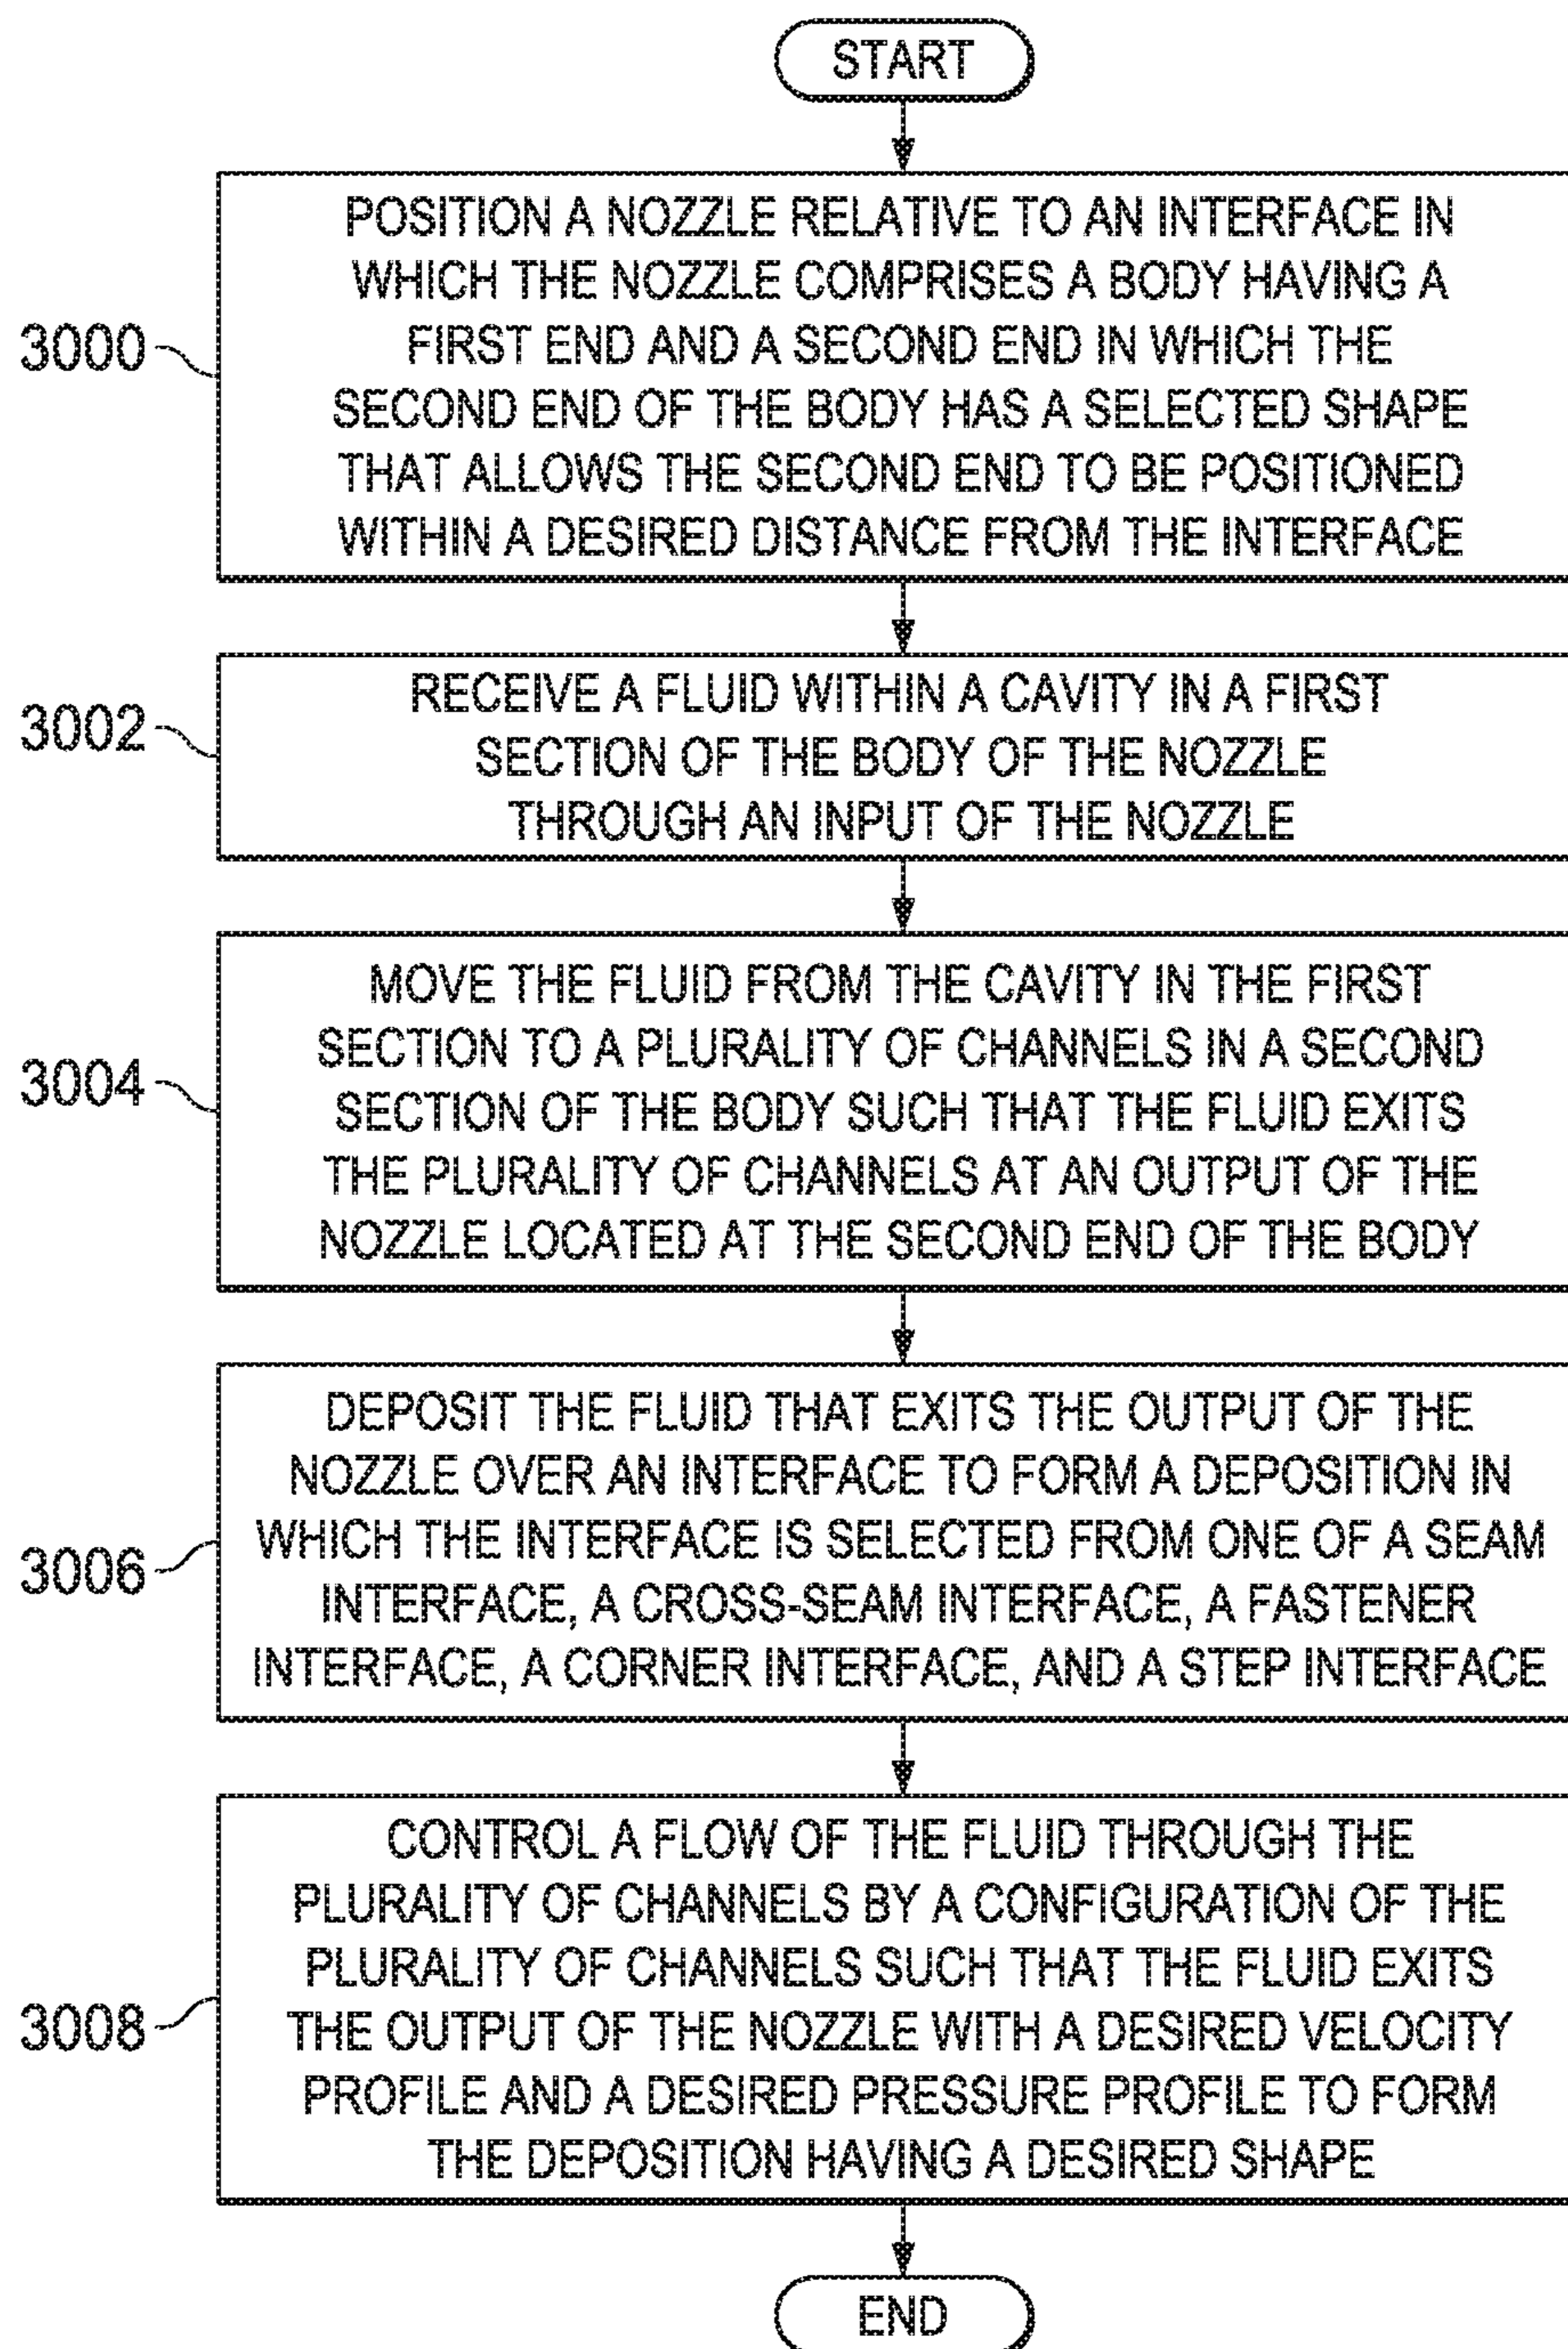 START
POSITION A NOZZLE RELATIVE TO AN INTERFACE IN
WHICH THE NOZZLE COMPRISES A BODY HAVING A
FIRST END AND A SECOND END IN WHICH THE
SECOND END OF THE BODY HAS A SELECTED SHAPE
THAT ALLOWS THE SECOND END TO BE POSITIONED
WITHIN A DESIRED DISTANCE FROM THE INTERFACE
3000
RECEIVE A FLUID WITHIN A CAVITY IN A FIRST
SECTION OF THE BODY OF THE NOZZLE
THROUGH AN INPUT OF THE NOZZLE
3002
MOVE THE FLUID FROM THE CAVITY IN THE FIRST
SECTION TO A PLURALITY OF CHANNELS IN A SECOND
SECTION OF THE BODY SUCH THAT THE FLUID EXITS
THE PLURALITY OF CHANNELS AT AN OUTPUT OF THE
NOZZLE LOCATED AT THE SECOND END OF THE BODY
3004
DEPOSIT THE FLUID THAT EXITS THE OUTPUT OF THE
NOZZLE OVER AN INTERFACE TO FORM A DEPOSITION IN
WHICH THE INTERFACE IS SELECTED FROM ONE OF A SEAM
INTERFACE, A CROSS-SEAM INTERFACE, A FASTENER
INTERFACE, A CORNER INTERFACE, AND A STEP INTERFACE
3006
CONTROL A FLOW OF THE FLUID THROUGH THE
PLURALITY OF CHANNELS BY A CONFIGURATION OF THE
PLURALITY OF CHANNELS SUCH THAT THE FLUID EXITS
THE OUTPUT OF THE NOZZLE WITH A DESIRED VELOCITY
PROFILE AND A DESIRED PRESSURE PROFILE TO FORM
THE DEPOSITION HAVING A DESIRED SHAPE
3008
END